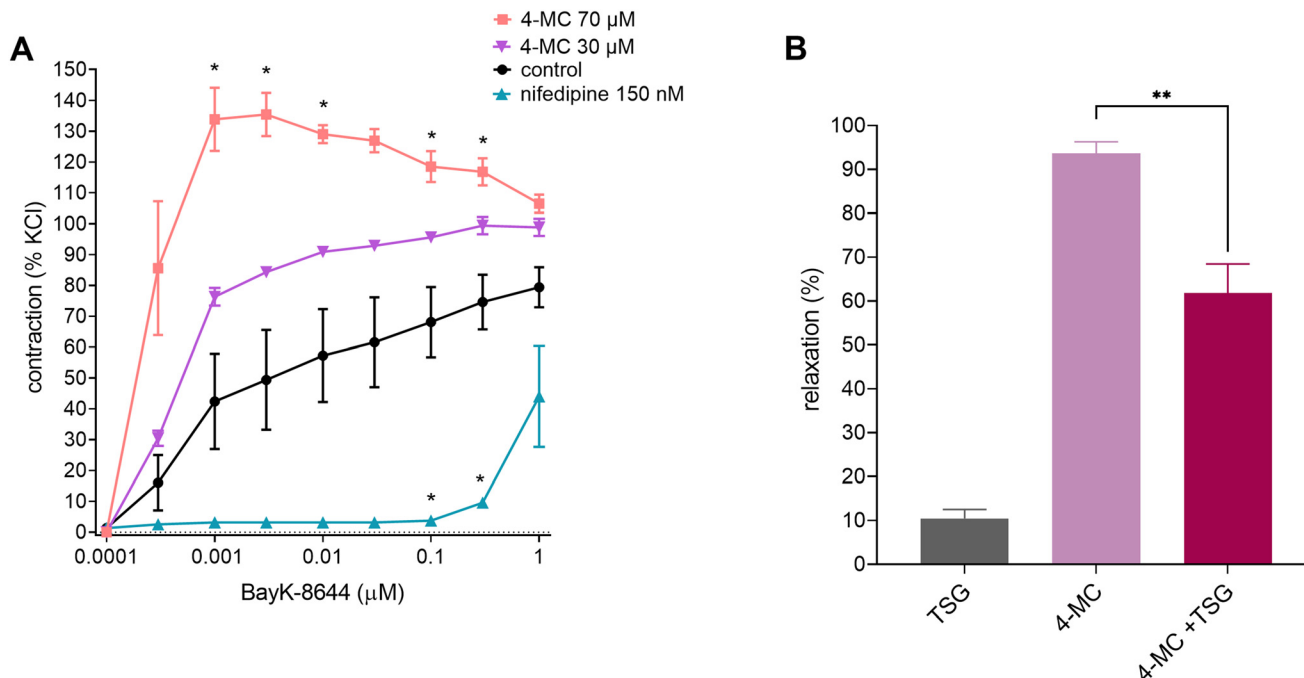 A
4-MC 70 μM
4-MC 30 μM
control
nifedipine 150 nM
150
140
130
120
110
100
90
80
70
60
50
40
30
20
10
0
contraction (% KCl)
* * * * *
* *
0.0001 0.001 0.01 0.1 1
BayK-8644 (μM)
B
**
100
90
80
70
60
50
40
30
20
10
0
relaxation (%)
TSG
4-MC
4-MC +TSG